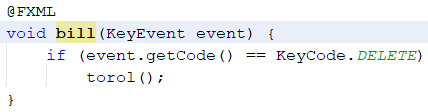 @FXML
void bill(KeyEvent event) {
    if (event.getCode() == KeyCode.DELETE)
        torol();
}